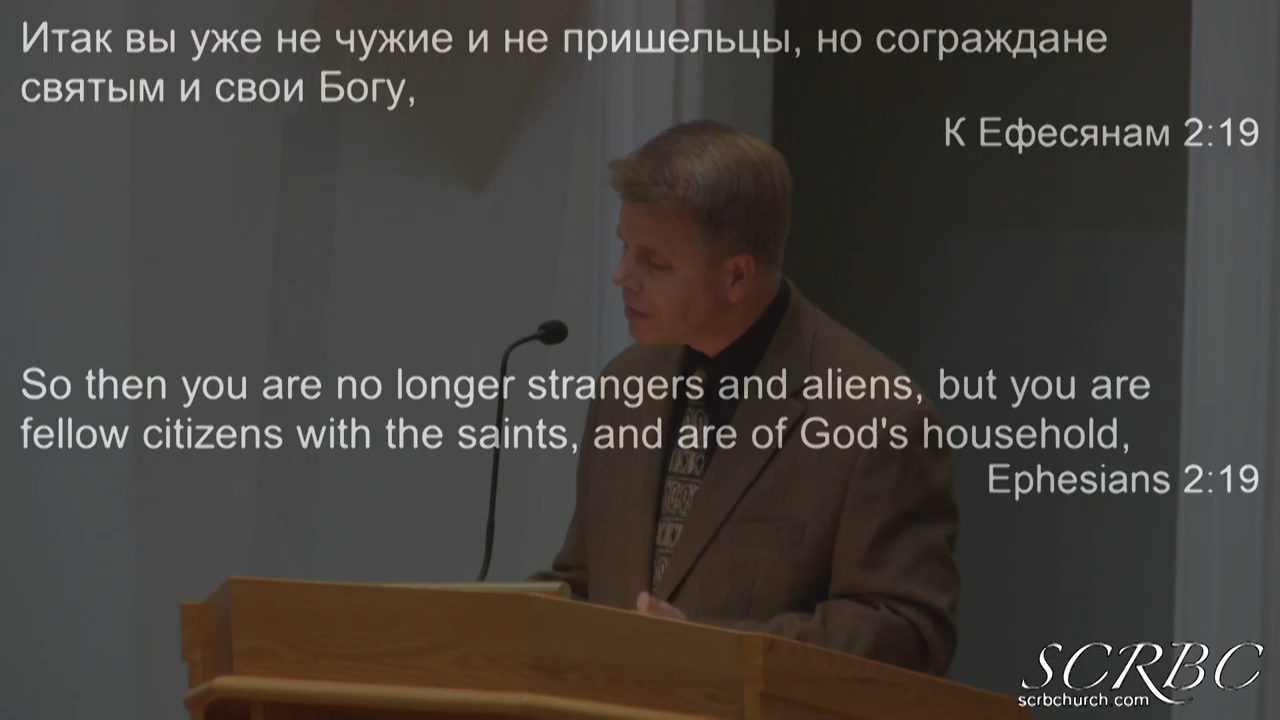 Итак вы уже не чужие и не пришельцы, но сограждане
святым и свои Богу,
К Ефесянам 2:19
So then you are no longer strangers and aliens, but you are
fellow citizens with the saints, and are of God's household,
Ephesians 2:19
SCRBC
scrbchurch com